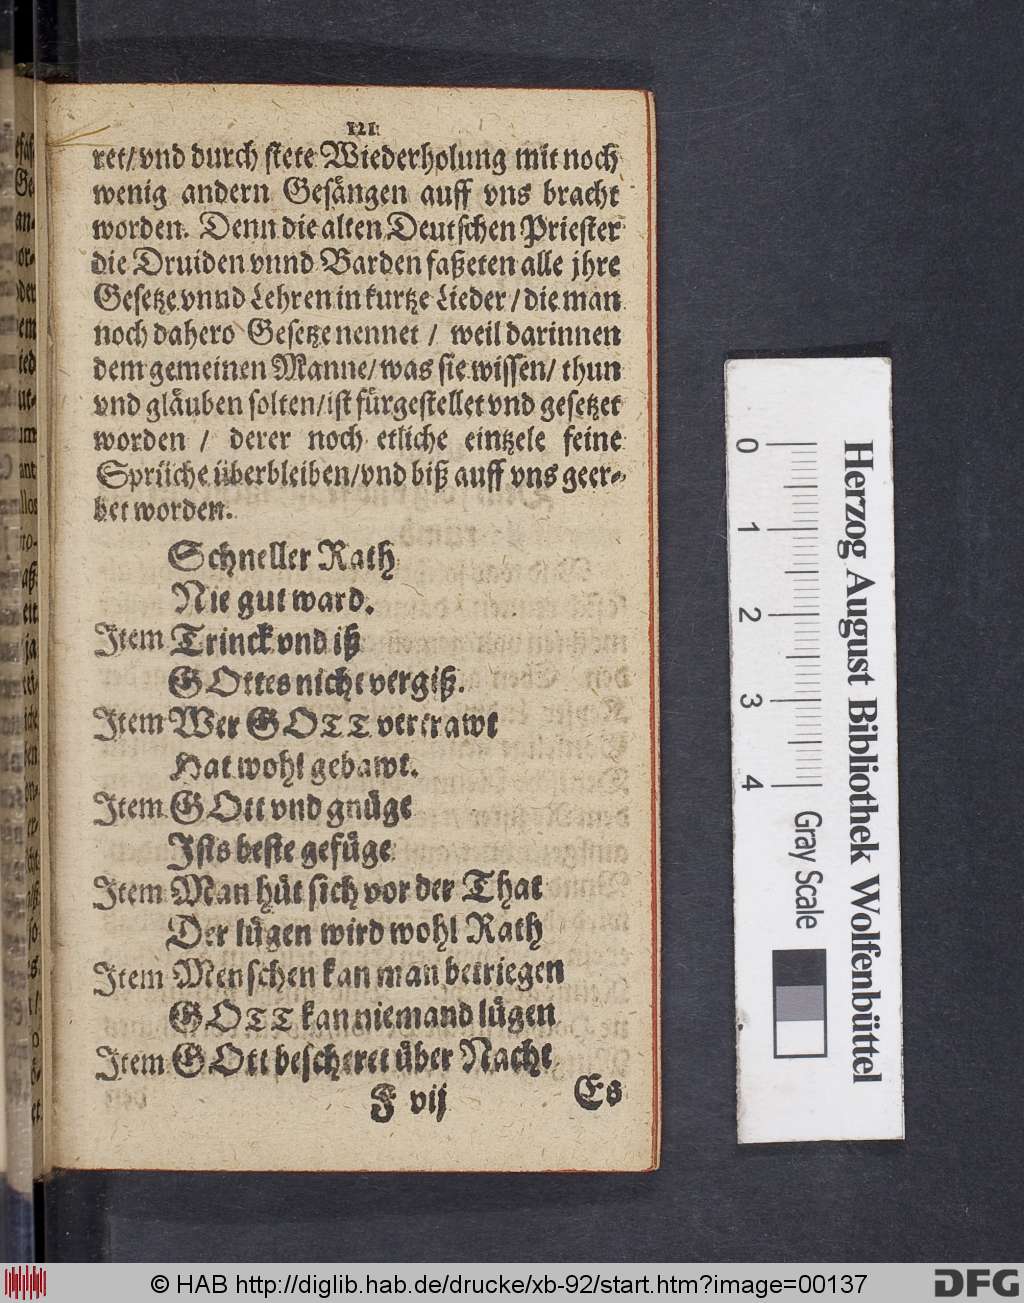 121
ret/ vnd durch stete Wiederholung mit noch
wenig andern Gesängen auff vns bracht
worden. Denn die alten Deutschen Priester
die Druiden vnnd Barden faßeten alle jhre
Gesetze vnnd Lehren in kurtze Lieder / die man
noch dahero Gesetze nennet / weil darinnen
dem gemeinen Manne/ was sie wissen/ thun
vnd gläuben solten/ ist fürgestellet vnd gesetzet
worden / derer noch etliche eintzele feine
Sprüche überbleiben/ vnd biß auff vns geer-
bet worden.
Schneller Rath
Nie gut ward.
Item Trinck vnd iß
GOttes nicht vergiß.
Item Wer GOTT vertrawt
Hat wohl gebawt.
Item GOtt vnd gnüge
Ists beste gefüge
Item Man hüt sich vor der That
Der lügen wird wohl Rath
Item Menschen kan man betriegen
GOTT kan niemand lügen
Item GOtt bescheret über Nacht
F vij Es
0 1 2 3 4
Gray Scale
Herzog August Bibliothek Wolfenbüttel
© HAB http://diglib.hab.de/drucke/xb-92/start.htm?image=00137
DFG